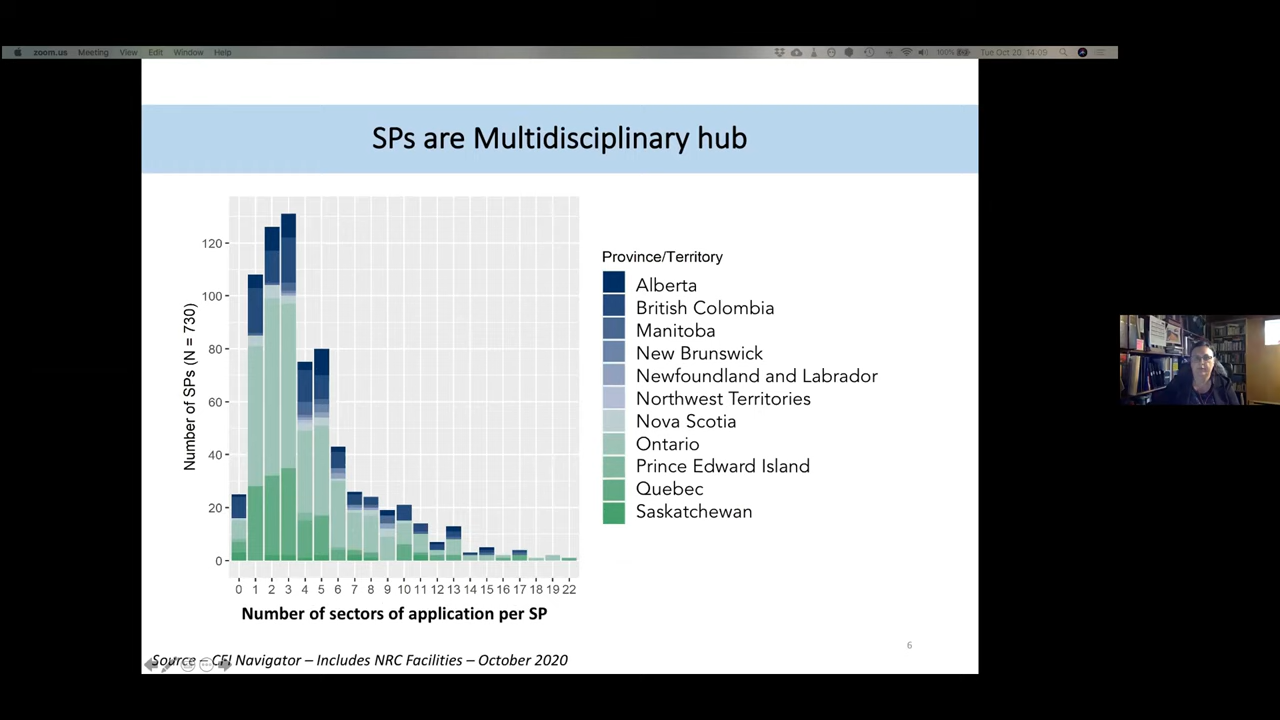 zoom.us Meeting View Edit Window Help 100% Tue Oct 20 14:09
SPs are Multidisciplinary hub
Number of SPs (N = 730)
120
100
80
60
40
20
0
0 1 2 3 4 5 6 7 8 9 10 11 12 13 14 15 16 17 18 19 22
Number of sectors of application per SP
Province/Territory
Alberta
British Colombia
Manitoba
New Brunswick
Newfoundland and Labrador
Northwest Territories
Nova Scotia
Ontario
Prince Edward Island
Quebec
Saskatchewan
Source – CFI Navigator – Includes NRC Facilities – October 2020
6